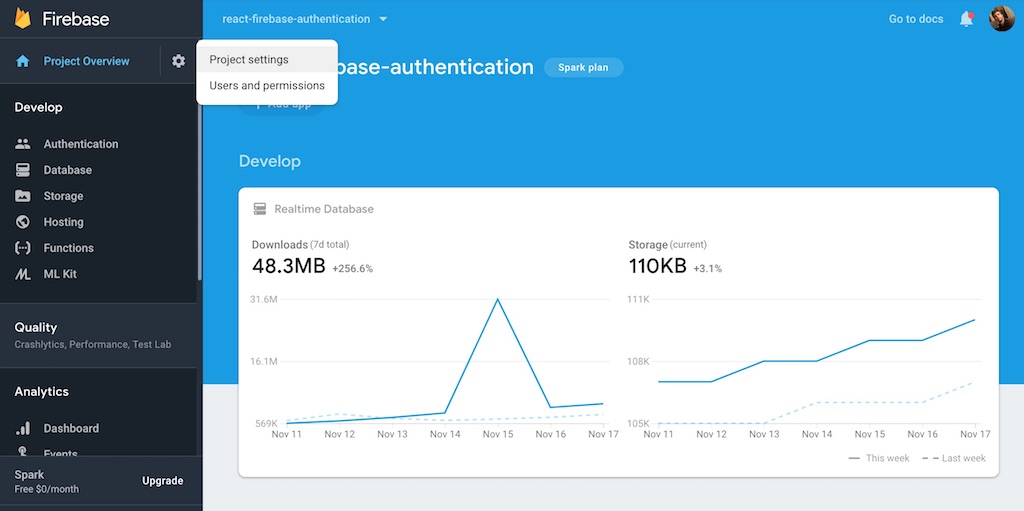 Firebase
react-firebase-authentication
Go to docs
Project Overview
Project settings
Users and permissions
base-authentication
Spark plan
Add app
Develop
Authentication
Database
Storage
Hosting
Functions
ML Kit
Quality
Crashlytics, Performance, Test Lab
Analytics
Dashboard
Events
Spark
Free $0/month
Upgrade
Develop
Realtime Database
Downloads (7d total)
48.3MB +256.6%
31.6M
16.1M
569K
Nov 11 Nov 12 Nov 13 Nov 14 Nov 15 Nov 16 Nov 17
Storage (current)
110KB +3.1%
111K
108K
105K
Nov 11 Nov 12 Nov 13 Nov 14 Nov 15 Nov 16 Nov 17
This week Last week